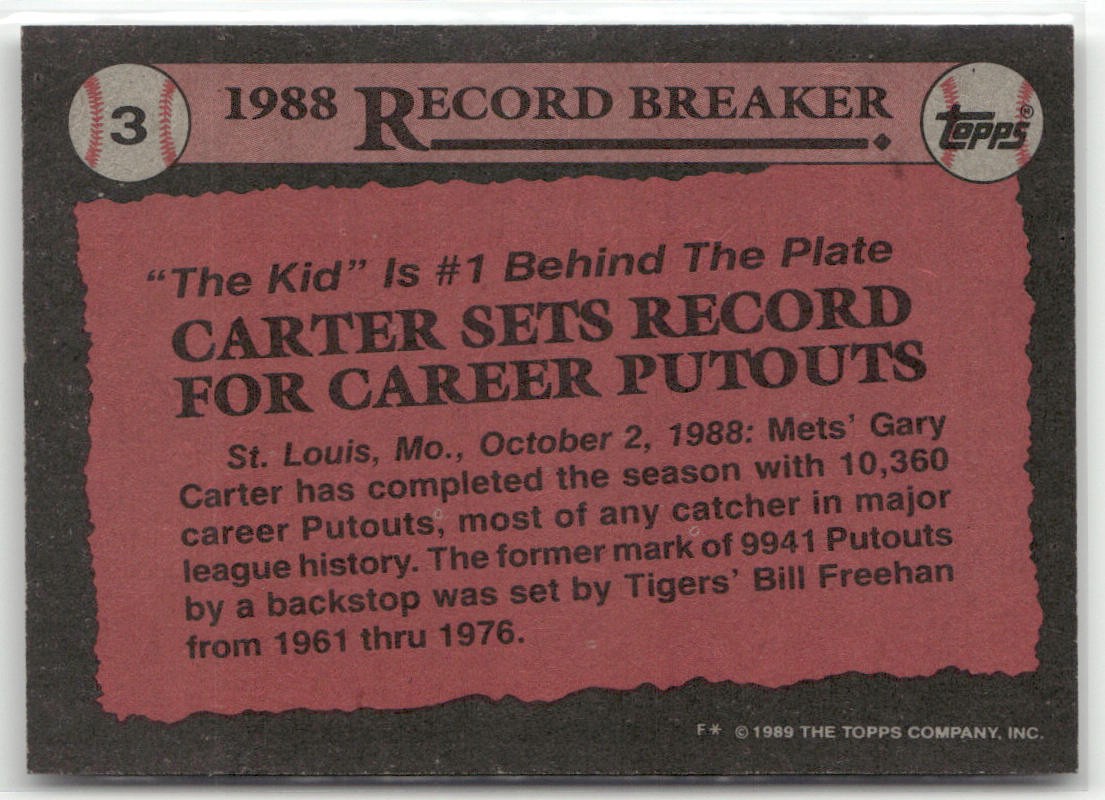 3
1988 RECORD BREAKER
topps®
"The Kid" Is #1 Behind The Plate
CARTER SETS RECORD
FOR CAREER PUTOUTS
St. Louis, Mo., October 2, 1988: Mets' Gary
Carter has completed the season with 10,360
career Putouts, most of any catcher in major
league history. The former mark of 9941 Putouts
by a backstop was set by Tigers' Bill Freehan
from 1961 thru 1976.
F* © 1989 THE TOPPS COMPANY, INC.